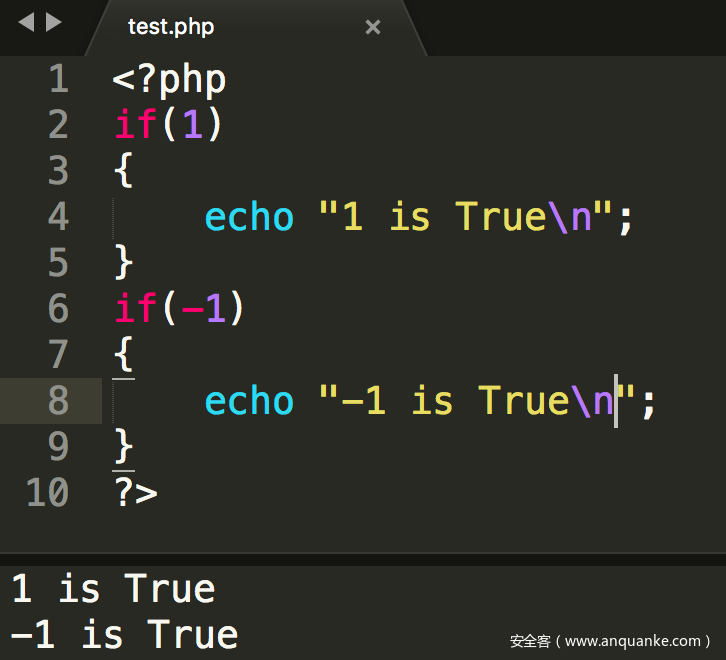 test.php
1 <?php
2 if(1)
3 {
4     echo "1 is True\n";
5 }
6 if(-1)
7 {
8     echo "-1 is True\n";
9 }
10 ?>
1 is True
-1 is True
安全客（www.anquanke.com）